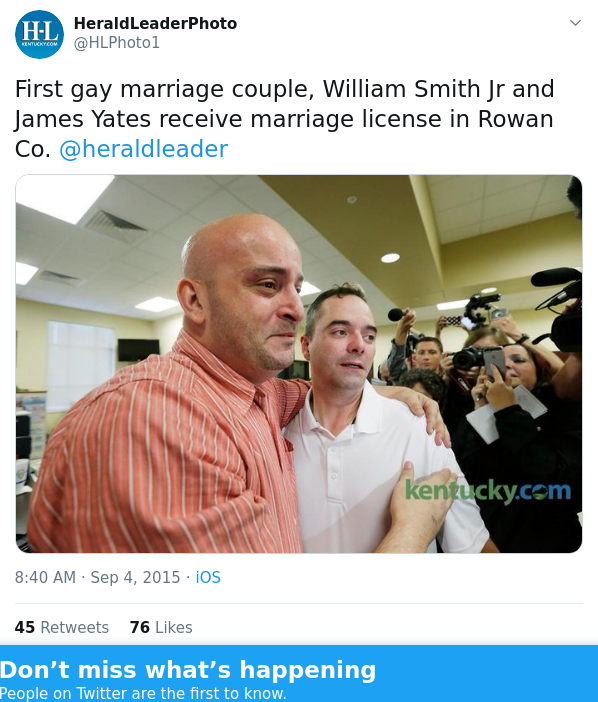 H·L
KENTUCKY.COM
HeraldLeaderPhoto
@HLPhoto1
First gay marriage couple, William Smith Jr and
James Yates receive marriage license in Rowan
Co. @heraldleader
kentucky.com
8:40 AM · Sep 4, 2015 · iOS
45 Retweets 76 Likes
Don’t miss what’s happening
People on Twitter are the first to know.